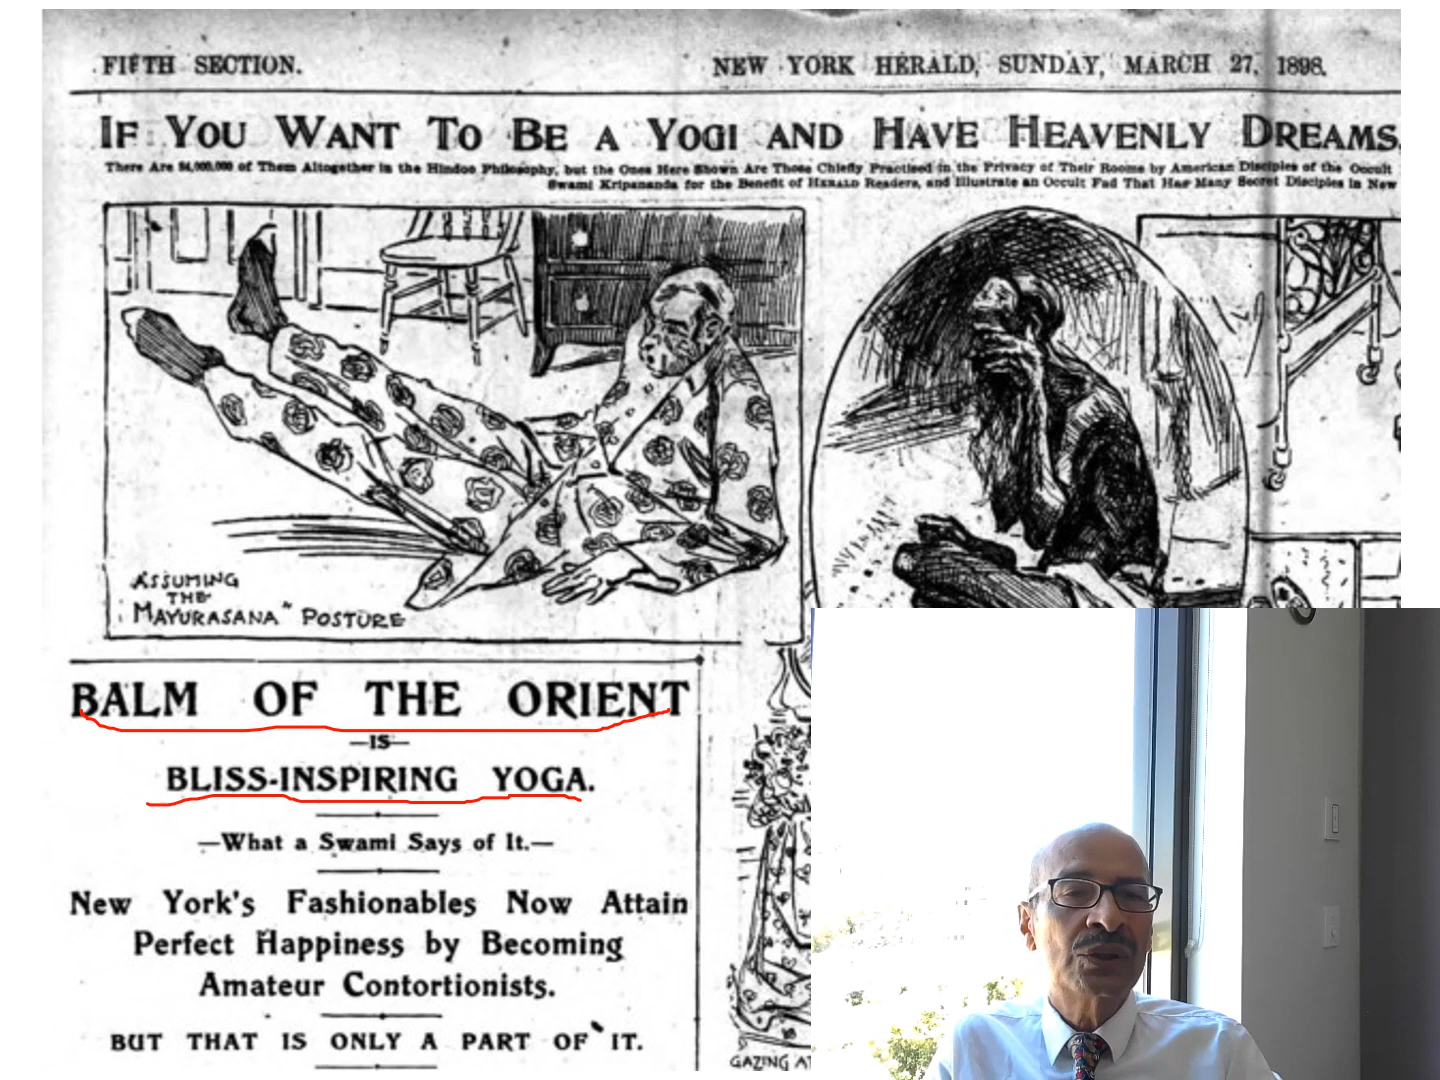 FIFTH SECTION.
NEW YORK HERALD, SUNDAY, MARCH 27, 1898.
IF YOU WANT TO BE A YOGI AND HAVE HEAVENLY DREAMS,
There Are 84,000,000 of Them Altogether in the Hindoo Philosophy, but the Ones Here Shown Are Those Chiefly Practised in the Privacy of Their Rooms by American Disciples of the Occult
Swami Kripananda for the Benefit of HERALD Readers, and Illustrate an Occult Fad That Has Many Secret Disciples in New
ASSUMING
THE
MAYURASANA" POSTURE
BALM OF THE ORIENT
—IS—
BLISS-INSPIRING YOGA.
—What a Swami Says of It.—
New York's Fashionables Now Attain
Perfect Happiness by Becoming
Amateur Contortionists.
BUT THAT IS ONLY A PART OF IT.
GAZING AT